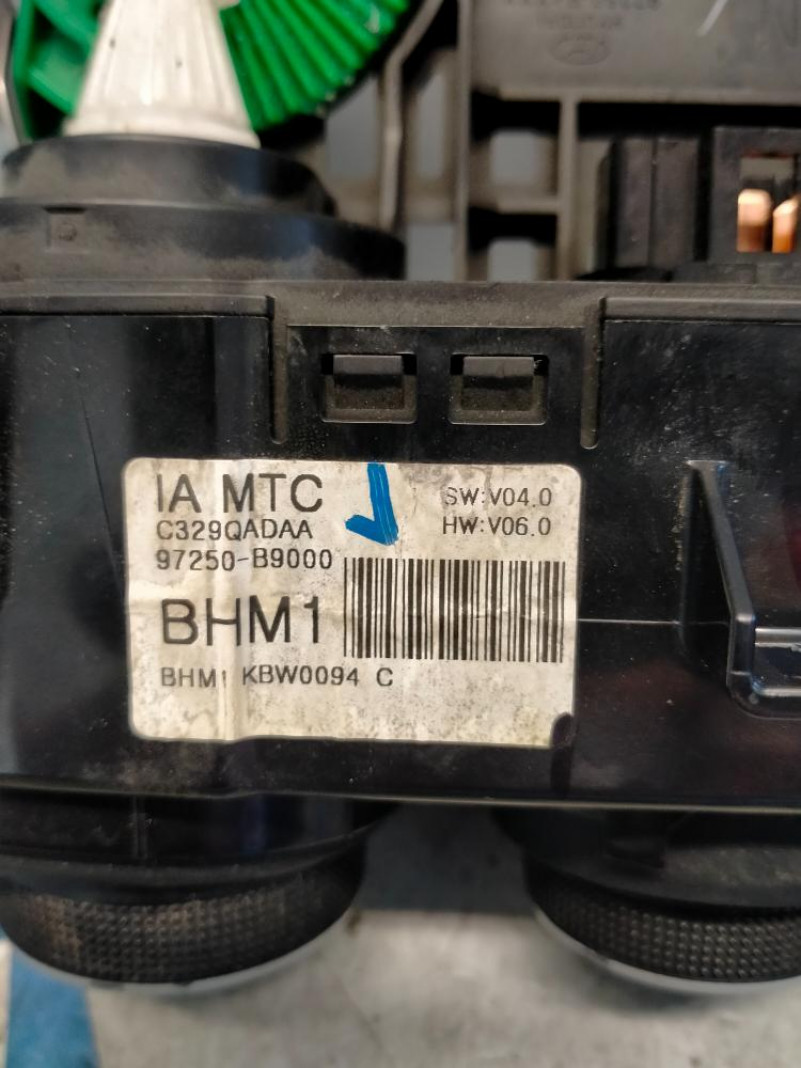 IA MTC
SW:V04.0
C329QADAA
HW:V06.0
97250-B9000
BHM1
BHM1 KBW0094 C